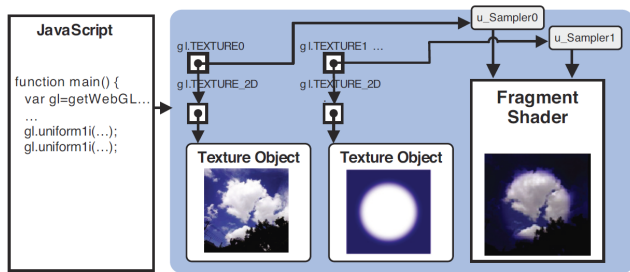 JavaScript
function main() {
var gl=getWebGL…
…
gl.uniform1i(…);
gl.uniform1i(…);
gl.TEXTURE0
gl.TEXTURE1 …
u_Sampler0
u_Sampler1
gl.TEXTURE_2D
gl.TEXTURE_2D
Texture Object
Texture Object
Fragment
Shader